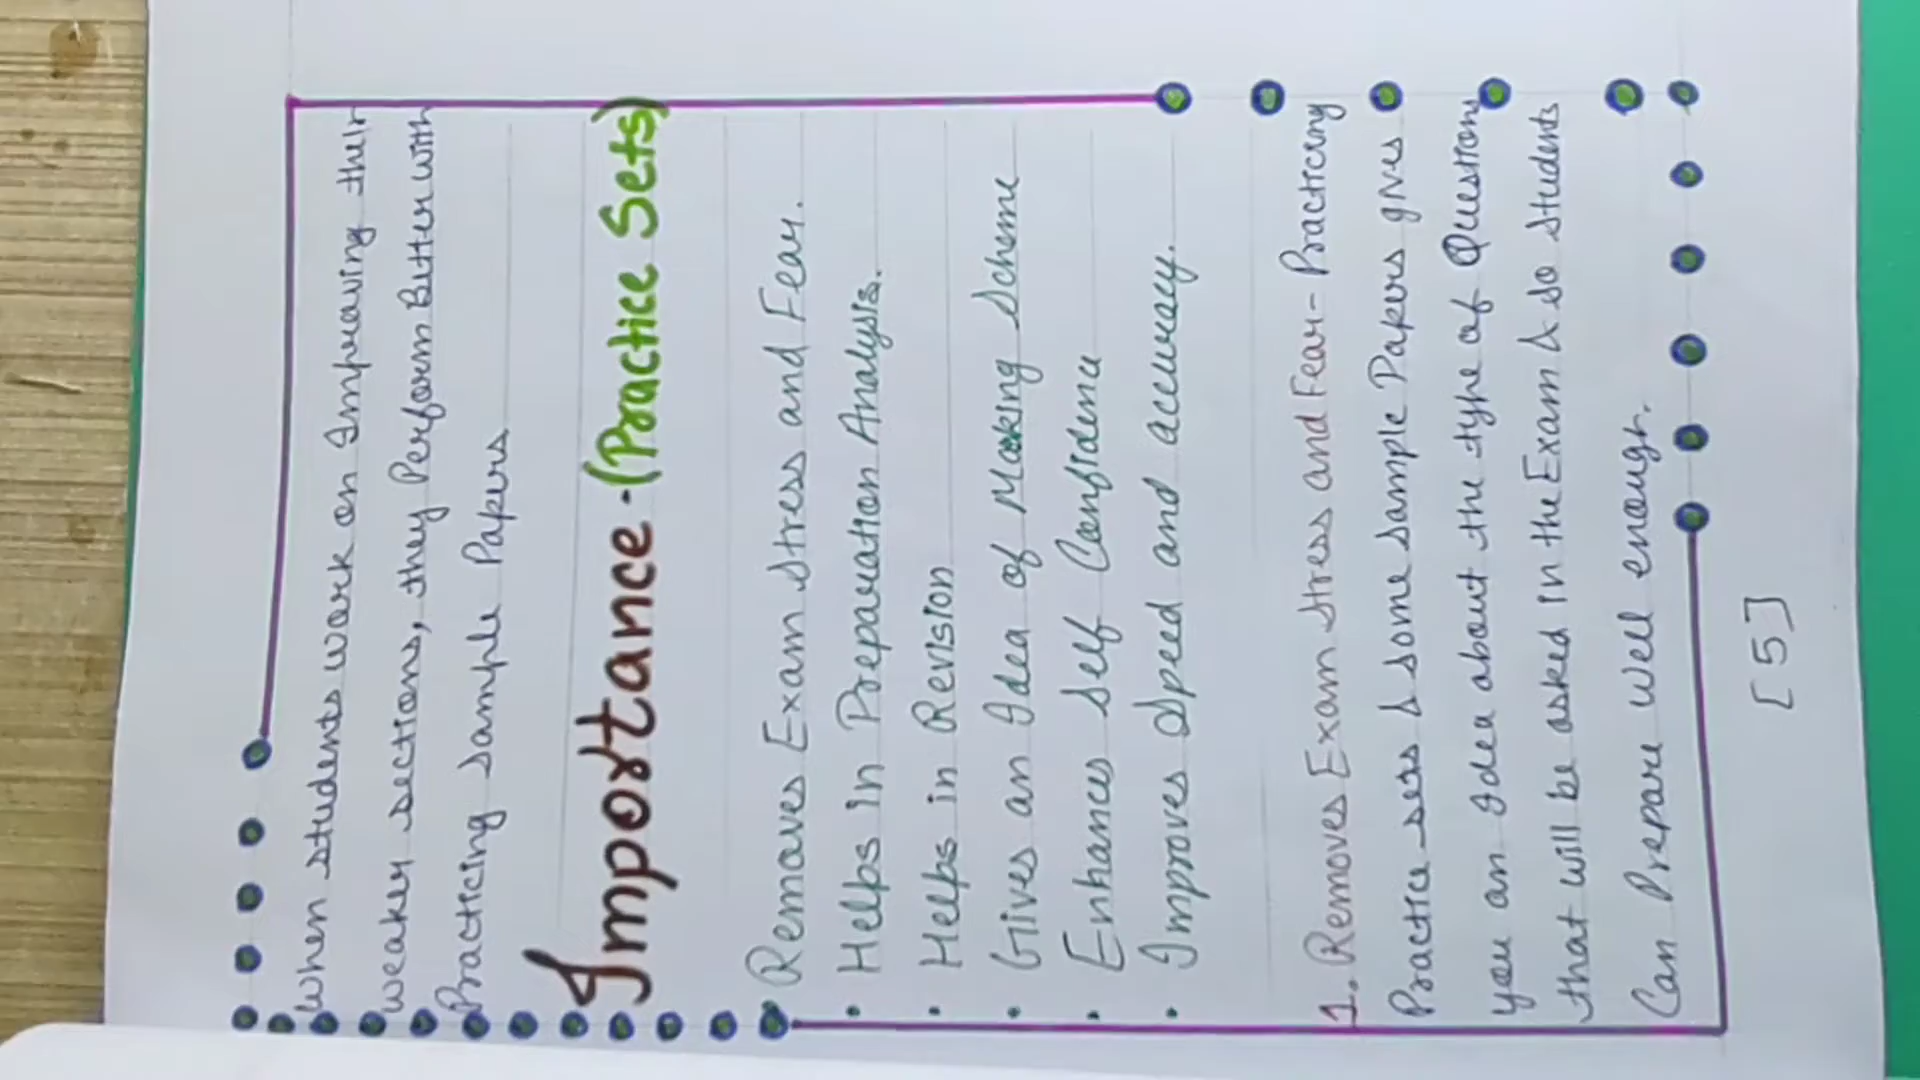 When students work on Improving their
weaker sections, they Perform Better with
Practicing Sample Papers
Importance - (Practice Sets)
• Removes Exam Stress and Fear.
• Helps in Preparation Analysis.
• Helps in Revision
• Gives an Idea of Marking Scheme
• Enhances Self Confidence
• Improves Speed and accuracy.
1. Removes Exam Stress and Fear - Practicing
Practice sets & some sample Papers gives
you an Idea about the type of Questions
that will be asked in the Exam & so students
Can Prepare well enough.
[5]